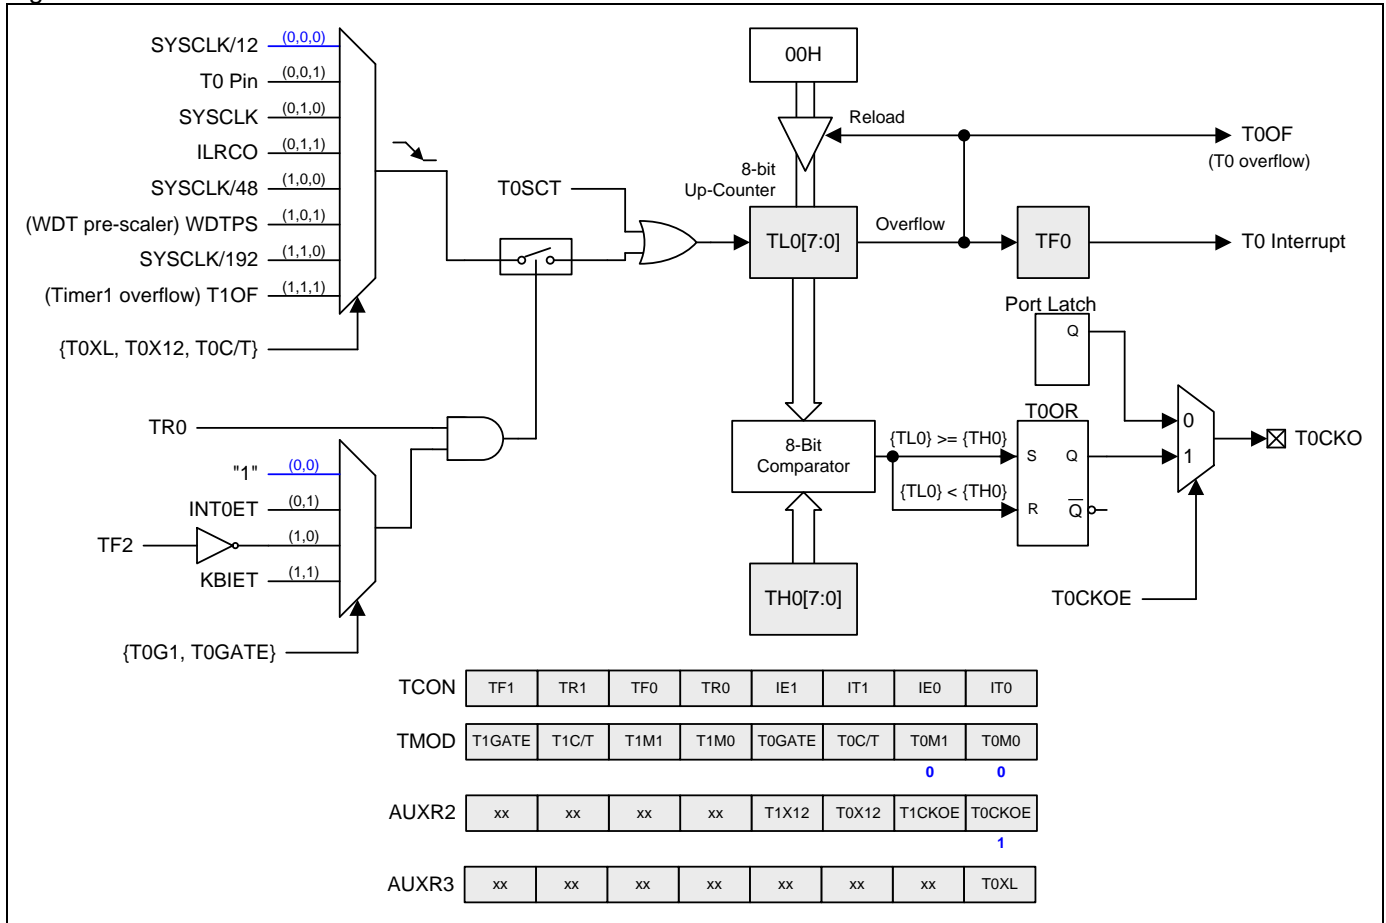 SYSCLK/12 (0,0,0)
T0 Pin (0,0,1)
SYSCLK (0,1,0)
ILRCO (0,1,1)
SYSCLK/48 (1,0,0)
(WDT pre-scaler) WDTPS (1,0,1)
SYSCLK/192 (1,1,0)
(Timer1 overflow) T1OF (1,1,1)
{T0XL, T0X12, T0C/T}
TR0
"1" (0,0)
INT0ET (0,1)
TF2 (1,0)
KBIET (1,1)
{T0G1, T0GATE}
T0SCT
00H
Reload
8-bit
Up-Counter
TL0[7:0]
Overflow
T0OF
(T0 overflow)
TF0
T0 Interrupt
Port Latch
Q
8-Bit
Comparator
{TL0} >= {TH0}
{TL0} < {TH0}
T0OR
S Q
R Q
0
1
T0CKO
TH0[7:0]
T0CKOE
TCON TF1 TR1 TF0 TR0 IE1 IT1 IE0 IT0
TMOD T1GATE T1C/T T1M1 T1M0 T0GATE T0C/T T0M1 T0M0
0 0
AUXR2 xx xx xx xx T1X12 T0X12 T1CKOE T0CKOE
1
AUXR3 xx xx xx xx xx xx xx T0XL